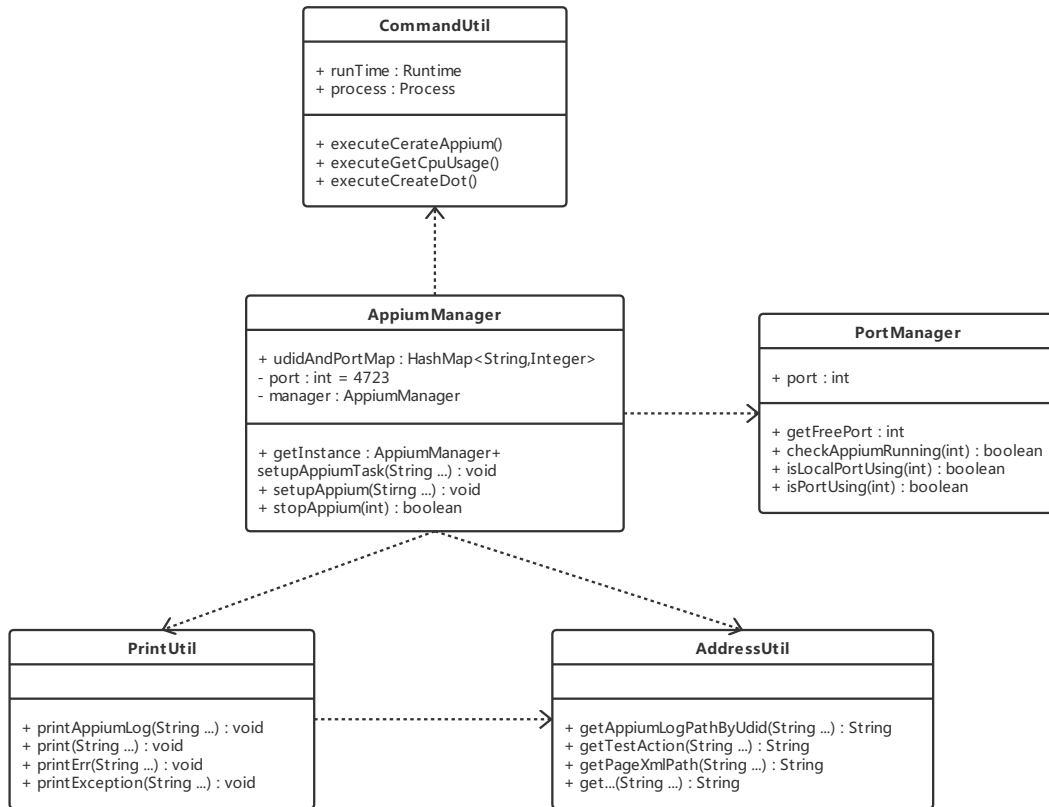 CommandUtil
+ runTime : Runtime
+ process : Process
+ executeCerateAppium()
+ executeGetCpuUsage()
+ executeCreateDot()
AppiumManager
+ udidAndPortMap : HashMap<String,Integer>
- port : int = 4723
- manager : AppiumManager
+ getInstance : AppiumManager+
setupAppiumTask(String ...) : void
+ setupAppium(Stirng ...) : void
+ stopAppium(int) : boolean
PortManager
+ port : int
+ getFreePort : int
+ checkAppiumRunning(int) : boolean
+ isLocalPortUsing(int) : boolean
+ isPortUsing(int) : boolean
PrintUtil
+ printAppiumLog(String ...) : void
+ print(String ...) : void
+ printErr(String ...) : void
+ printException(String ...) : void
AddressUtil
+ getAppiumLogPathByUdid(String ...) : String
+ getTestAction(String ...) : String
+ getPageXmlPath(String ...) : String
+ get...(String ...) : String